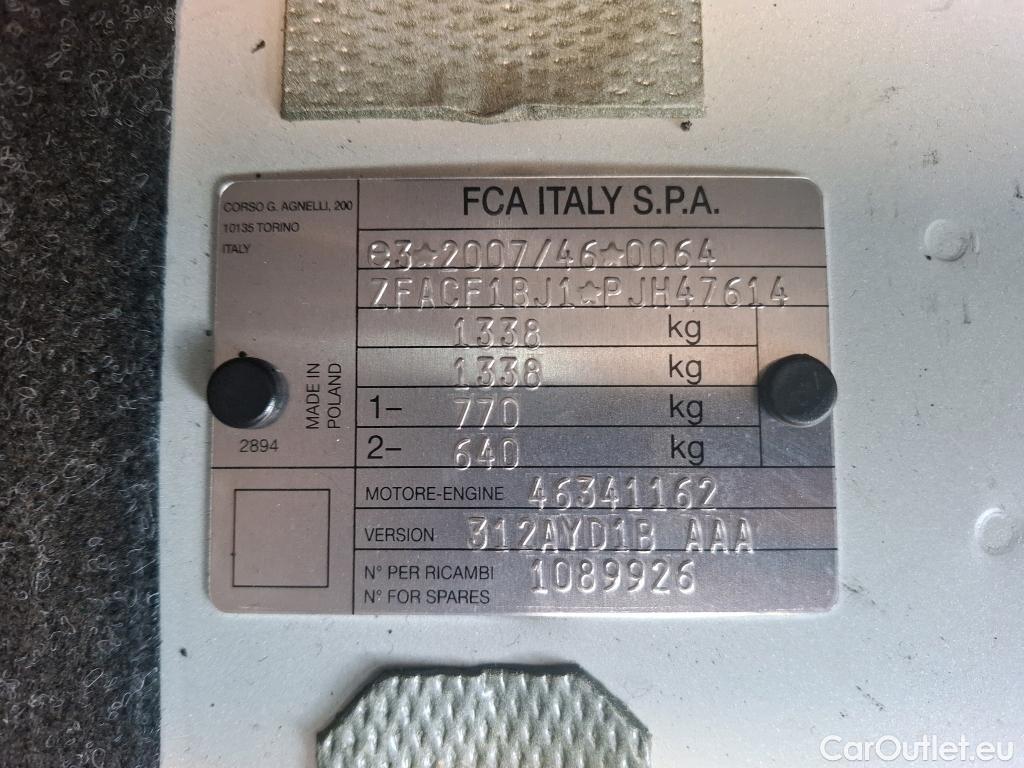 FCA ITALY S.P.A.
CORSO G. AGNELLI, 200
10135 TORINO
ITALY
e3*2007/46*0064
ZFACF1BJ1*PJH47614
1338 kg
1338 kg
1- 770 kg
2- 640 kg
MADE IN
POLAND
2894
MOTORE-ENGINE 46341162
VERSION 312AYD1B AAA
N° PER RICAMBI
N° FOR SPARES
1089926
CarOutlet.eu